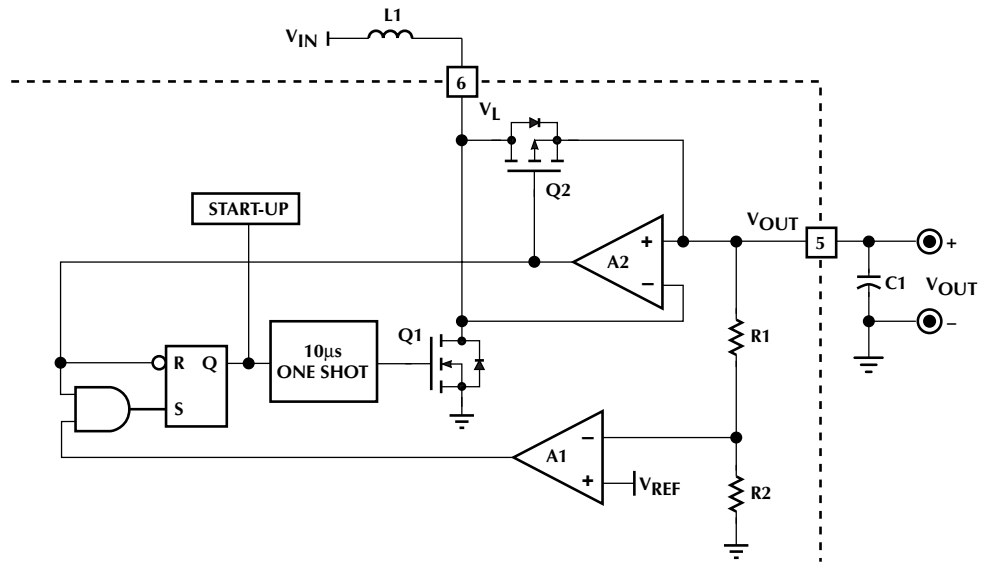 L1
VIN
6
VL
Q2
START-UP
VOUT
+
A2
−
5
+
C1
VOUT
−
Q1
R1
R Q
10µs
ONE SHOT
S
−
A1
+
VREF
R2